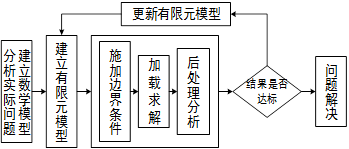 更新有限元模型
建立数学模型
分析实际问题
建立有限元模型
施加边界条件
加载求解
后处理分析
结果是否
达标
问题解决